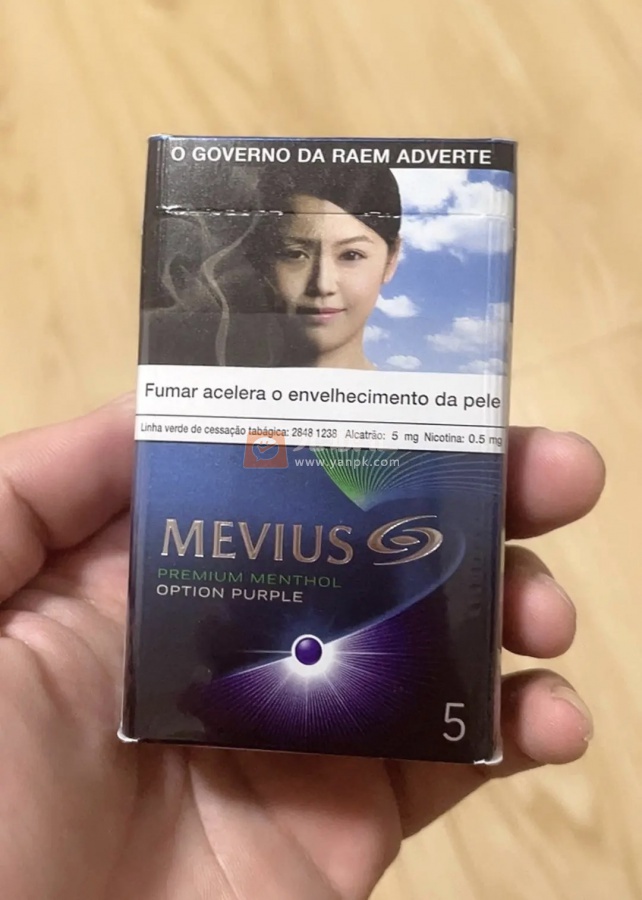 O GOVERNO DA RAEM ADVERTE
Fumar acelera o envelhecimento da pele
Linha verde de cessação tabágica: 2848 1238 Alcatrão: 5 mg Nicotina: 0.5 mg
www.yanpk.com
MEVIUS
PREMIUM MENTHOL
OPTION PURPLE
5